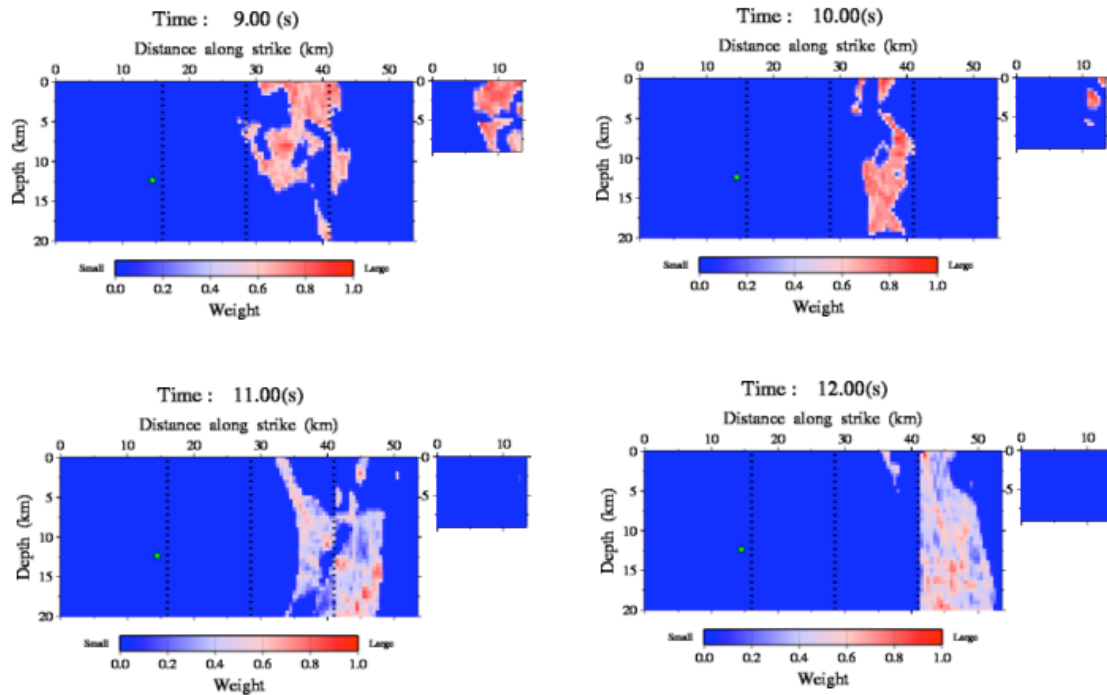 Time : 9.00 (s)
Distance along strike (km)
0 10 20 30 40 50
0 10
0
5
10
15
20
Depth (km)
0
5
Small
Large
0.0 0.2 0.4 0.6 0.8 1.0
Weight
Time : 10.00(s)
Distance along strike (km)
0 10 20 30 40 50
0 10
0
5
10
15
20
Depth (km)
0
5
Small
Large
0.0 0.2 0.4 0.6 0.8 1.0
Weight
Time : 11.00(s)
Distance along strike (km)
0 10 20 30 40 50
0 10
0
5
10
15
20
Depth (km)
0
5
Small
Large
0.0 0.2 0.4 0.6 0.8 1.0
Weight
Time : 12.00(s)
Distance along strike (km)
0 10 20 30 40 50
0 10
0
5
10
15
20
Depth (km)
0
5
Small
Large
0.0 0.2 0.4 0.6 0.8 1.0
Weight